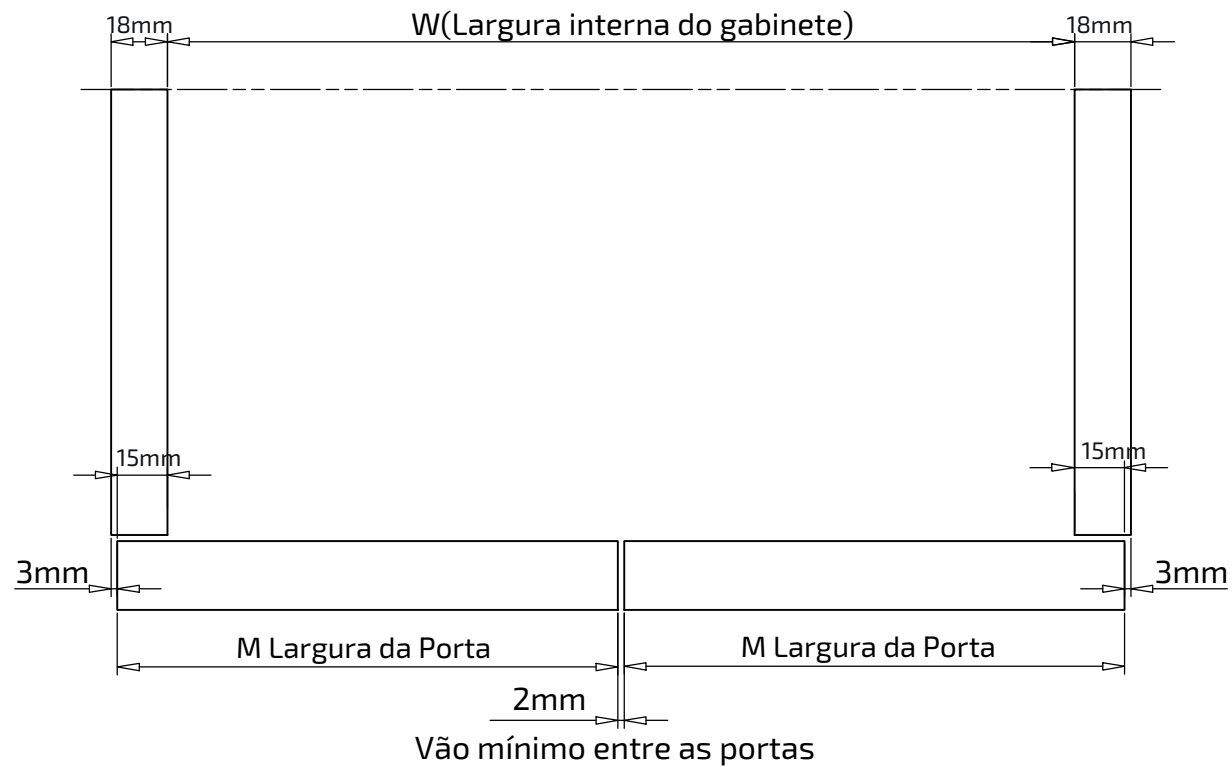 18mm
W(Largura interna do gabinete)
18mm
15mm
15mm
3mm
3mm
M Largura da Porta
M Largura da Porta
2mm
Vão mínimo entre as portas